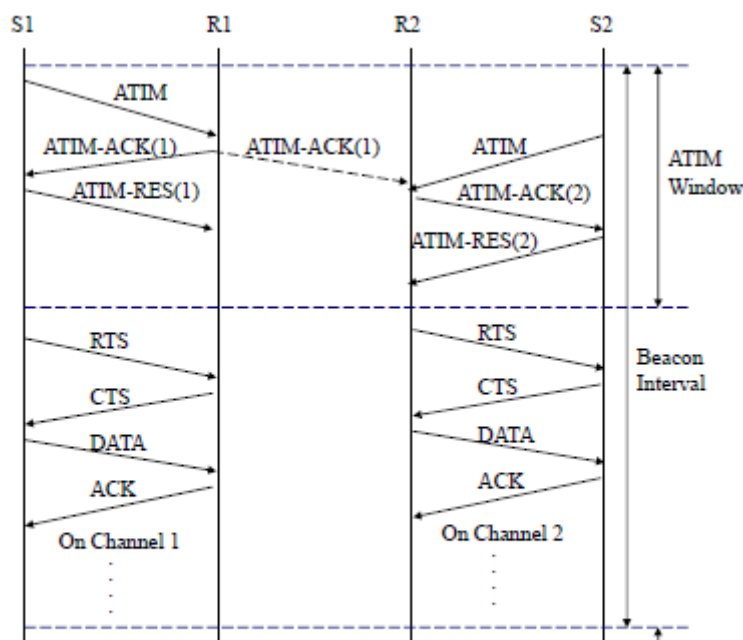 S1 R1 R2 S2
ATIM
ATIM-ACK(1) ATIM-ACK(1) ATIM
ATIM-RES(1) ATIM-ACK(2)
ATIM-RES(2)
ATIM
Window
RTS RTS
CTS CTS
DATA DATA
ACK ACK
On Channel 1 On Channel 2
Beacon
Interval